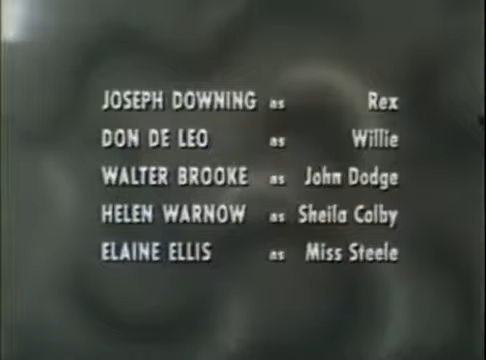 JOSEPH DOWNING as Rex
DON DE LEO as Willie
WALTER BROOKE as John Dodge
HELEN WARNOW as Sheila Colby
ELAINE ELLIS as Miss Steele